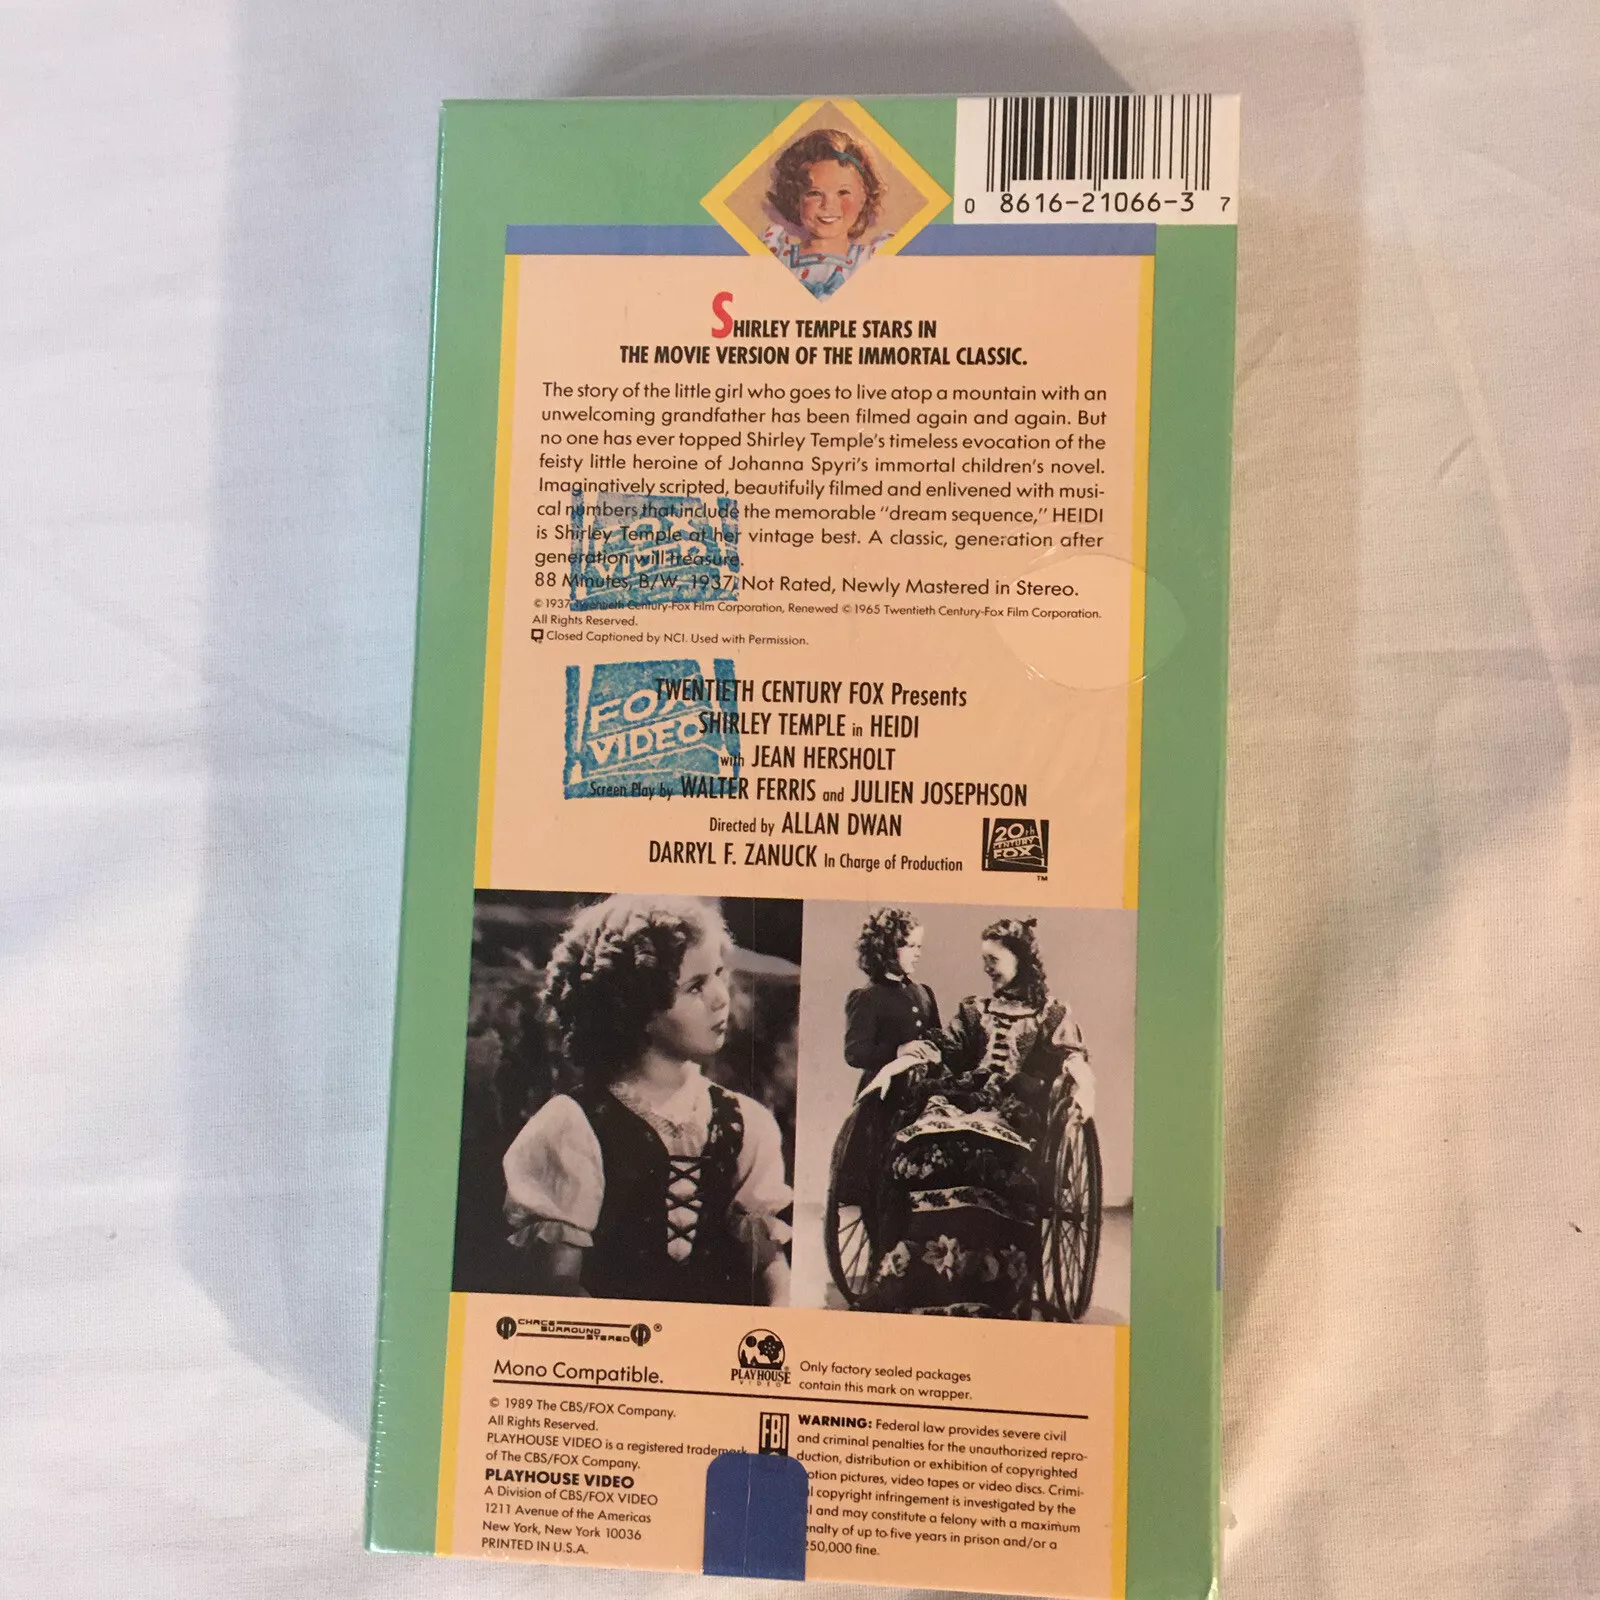 0 8616-21066-3 7
SHIRLEY TEMPLE STARS IN
THE MOVIE VERSION OF THE IMMORTAL CLASSIC.
The story of the little girl who goes to live atop a mountain with an
unwelcoming grandfather has been filmed again and again. But
no one has ever topped Shirley Temple's timeless evocation of the
feisty little heroine of Johanna Spyri's immortal children's novel.
Imaginatively scripted, beautifully filmed and enlivened with musi-
cal numbers that include the memorable "dream sequence," HEIDI
is Shirley Temple at her vintage best. A classic, generation after
generation will treasure.
88 Minutes, B/W, 1937, Not Rated, Newly Mastered in Stereo.
© 1937 Twentieth Century-Fox Film Corporation, Renewed © 1965 Twentieth Century-Fox Film Corporation.
All Rights Reserved.
Closed Captioned by NCI. Used with Permission.
FOX
VIDEO
FOX
VIDEO
TWENTIETH CENTURY FOX Presents
SHIRLEY TEMPLE in HEIDI
with JEAN HERSHOLT
Screen Play by WALTER FERRIS and JULIEN JOSEPHSON
Directed by ALLAN DWAN
DARRYL F. ZANUCK In Charge of Production
20th
CENTURY
FOX
TM
CHACE
SURROUND
STEREO ®
Mono Compatible.
PLAYHOUSE ®
VIDEO
Only factory sealed packages
contain this mark on wrapper.
© 1989 The CBS/FOX Company.
All Rights Reserved.
PLAYHOUSE VIDEO is a registered trademark
of The CBS/FOX Company.
PLAYHOUSE VIDEO
A Division of CBS/FOX VIDEO
1211 Avenue of the Americas
New York, New York 10036
PRINTED IN U.S.A.
FBI
WARNING: Federal law provides severe civil
and criminal penalties for the unauthorized repro-
duction, distribution or exhibition of copyrighted
otion pictures, video tapes or video discs. Crimi-
l copyright infringement is investigated by the
I and may constitute a felony with a maximum
enalty of up to five years in prison and/or a
250,000 fine.